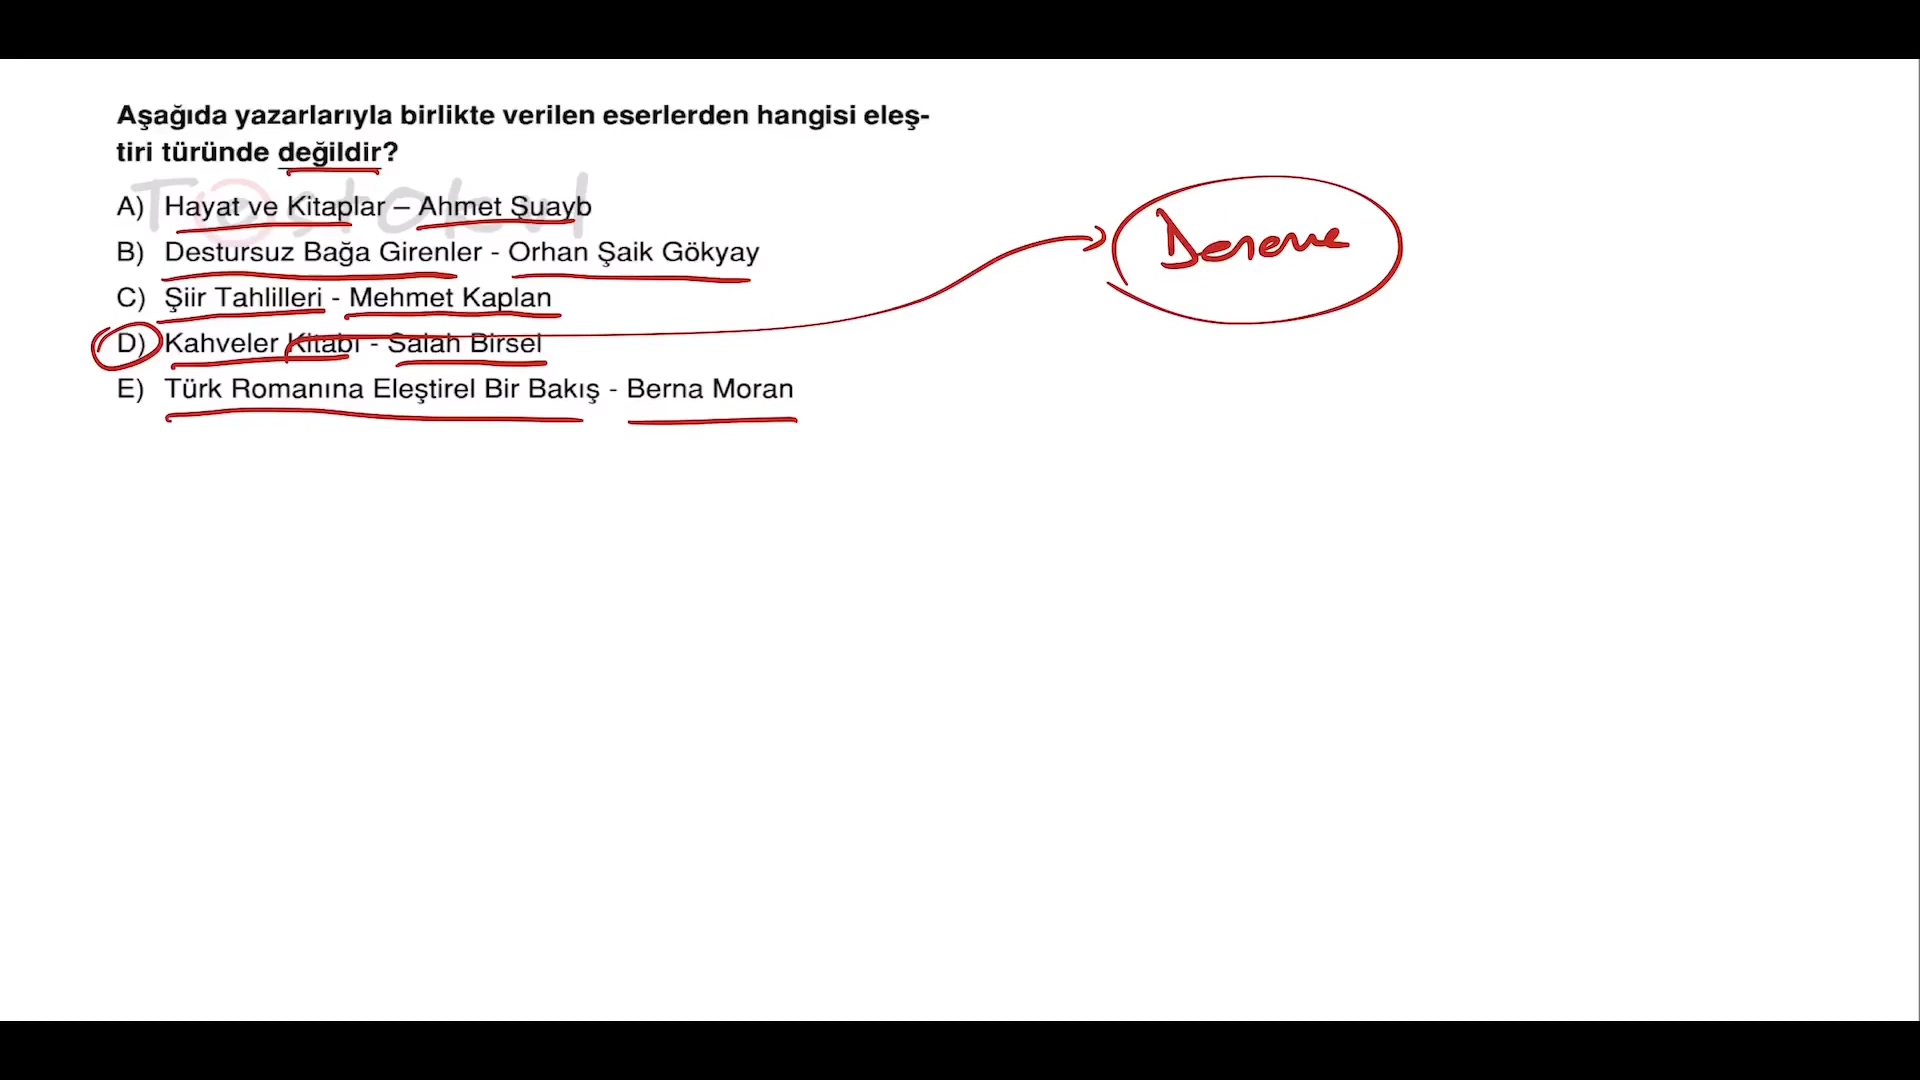 Aşağıda yazarlarıyla birlikte verilen eserlerden hangisi eleş-
tiri türünde değildir?
Testokul
A) Hayat ve Kitaplar – Ahmet Şuayb
B) Destursuz Bağa Girenler - Orhan Şaik Gökyay
C) Şiir Tahlilleri - Mehmet Kaplan
D) Kahveler Kitabı - Salah Birsel
E) Türk Romanına Eleştirel Bir Bakış - Berna Moran
Deneme